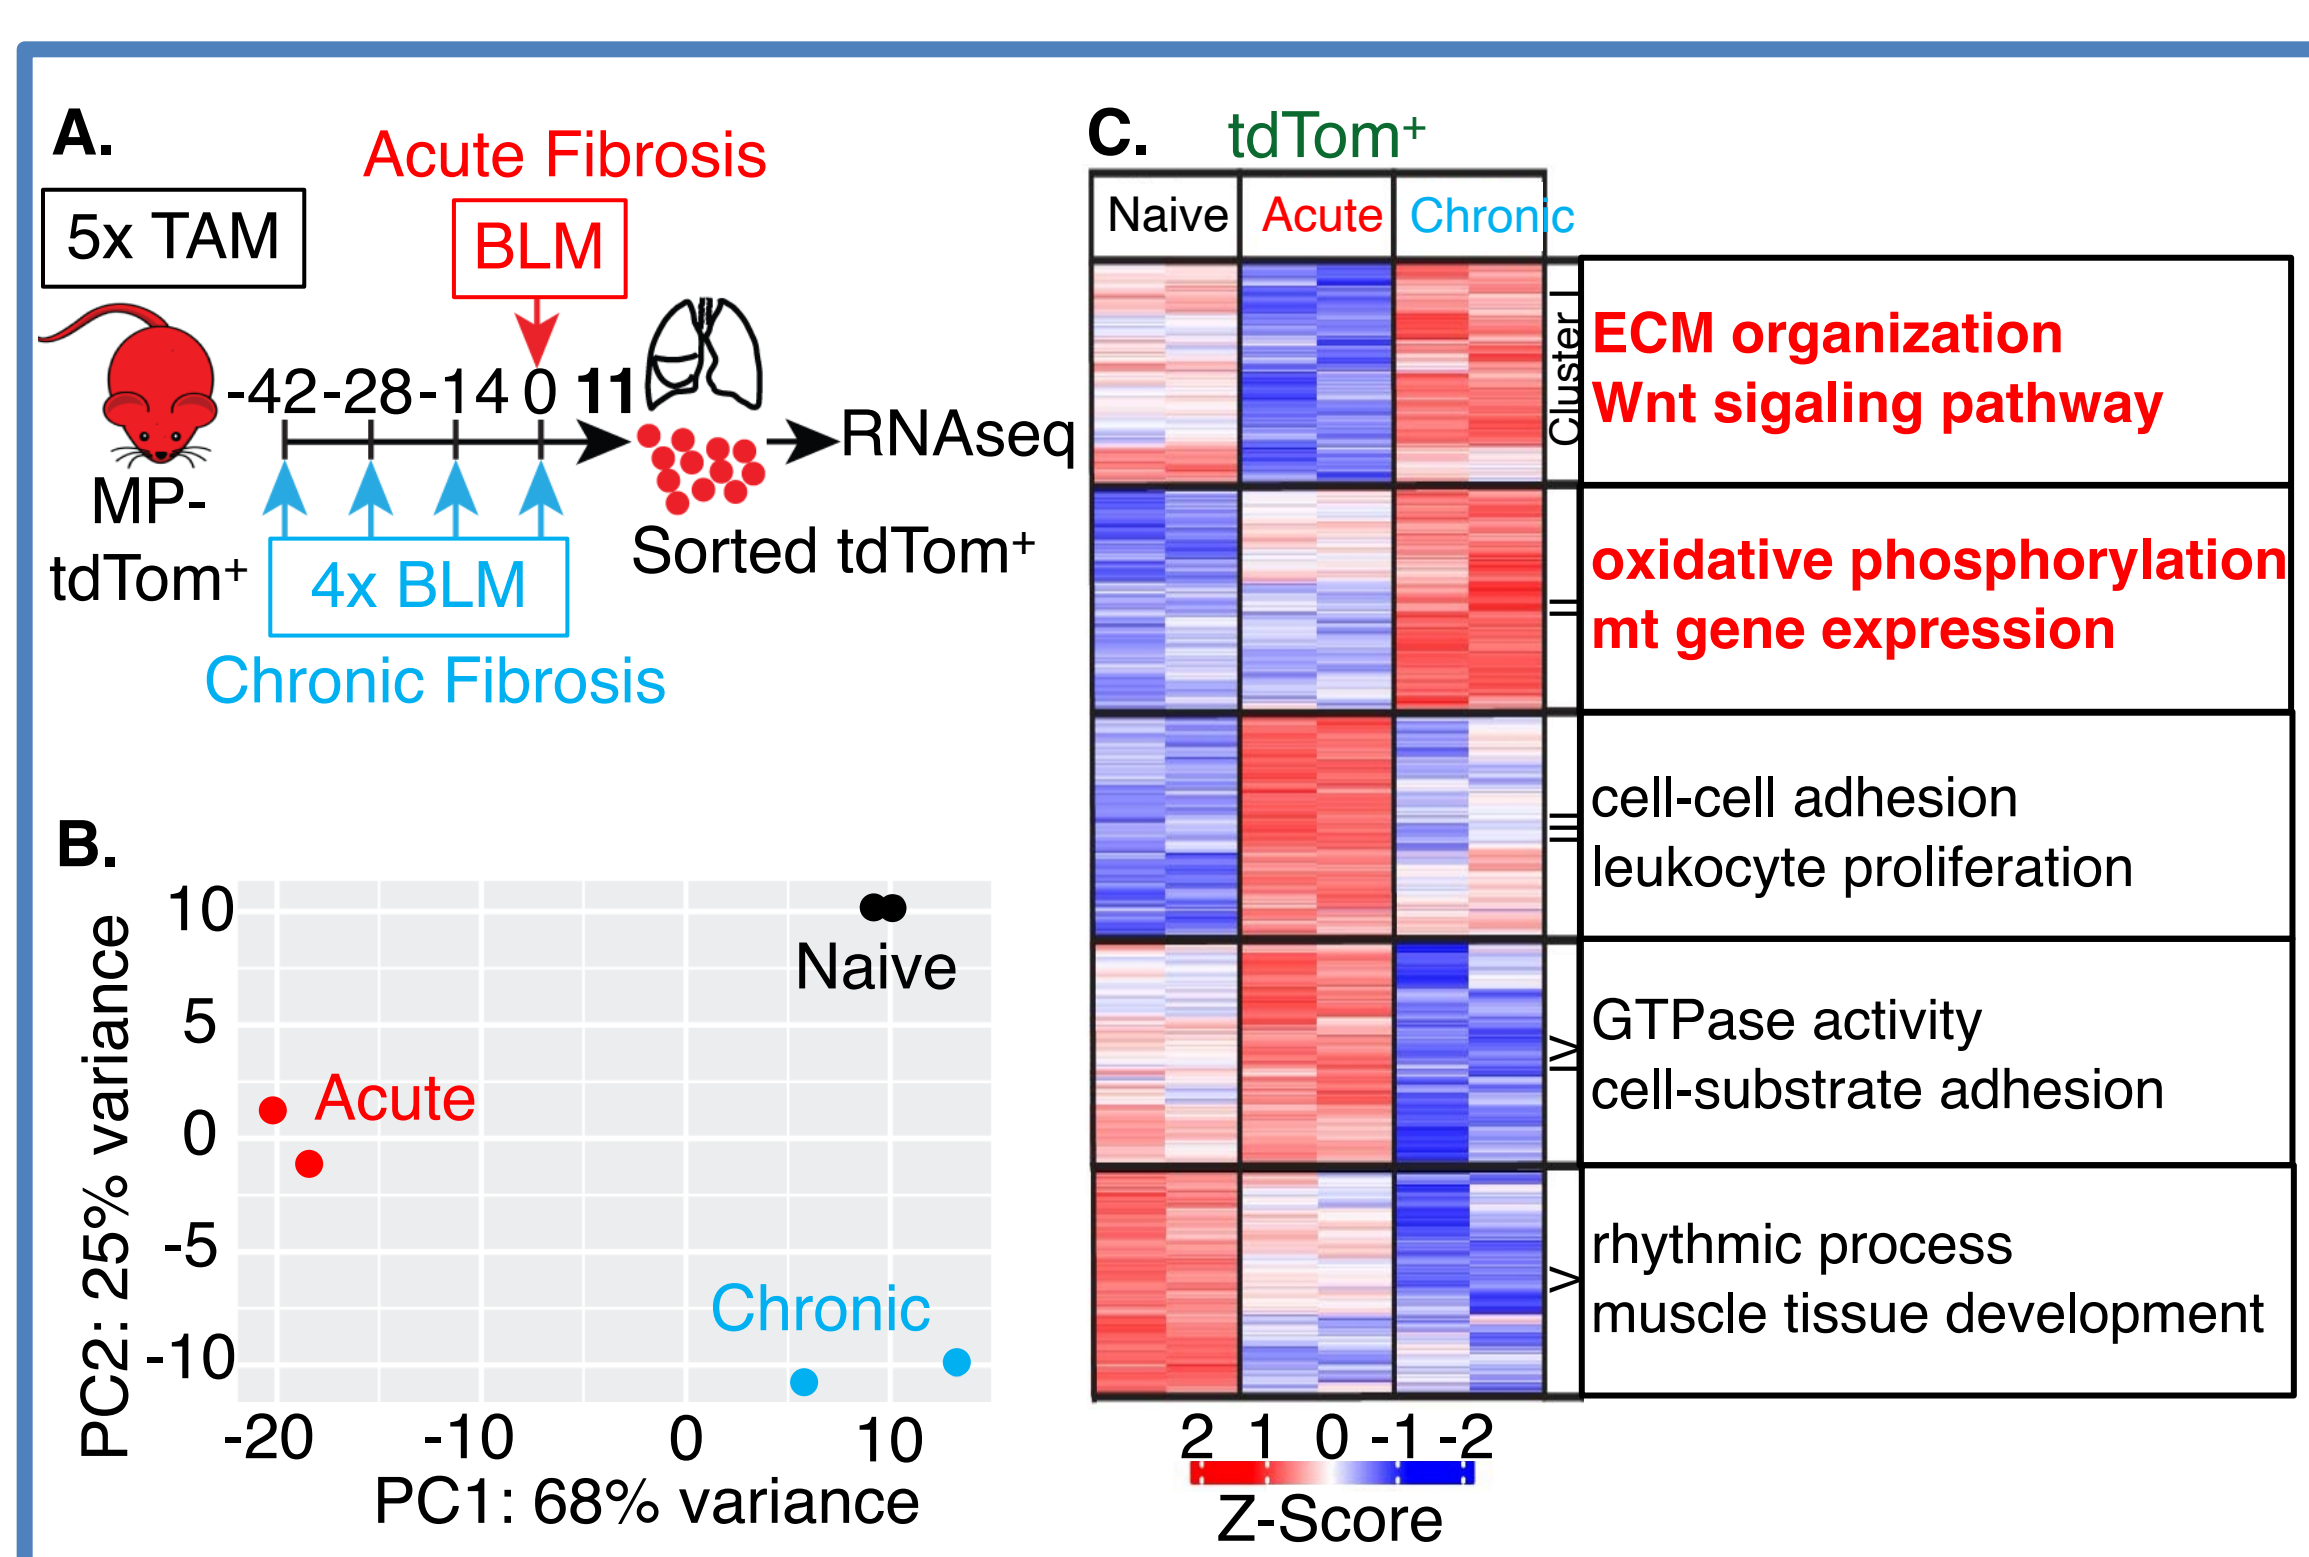 A.
Acute Fibrosis
5x TAM
BLM
-42 -28 -14 0 11
RNAseq
MP-
tdTom+
4x BLM
Sorted tdTom+
Chronic Fibrosis
B.
10
5
0
-5
-10
PC2: 25% variance
Naive
Acute
Chronic
-20 -10 0 10
PC1: 68% variance
C.
tdTom+
Naive Acute Chronic
Cluster I
ECM organization
Wnt sigaling pathway
II
oxidative phosphorylation
mt gene expression
III
cell-cell adhesion
leukocyte proliferation
IV
GTPase activity
cell-substrate adhesion
V
rhythmic process
muscle tissue development
2 1 0 -1 -2
Z-Score